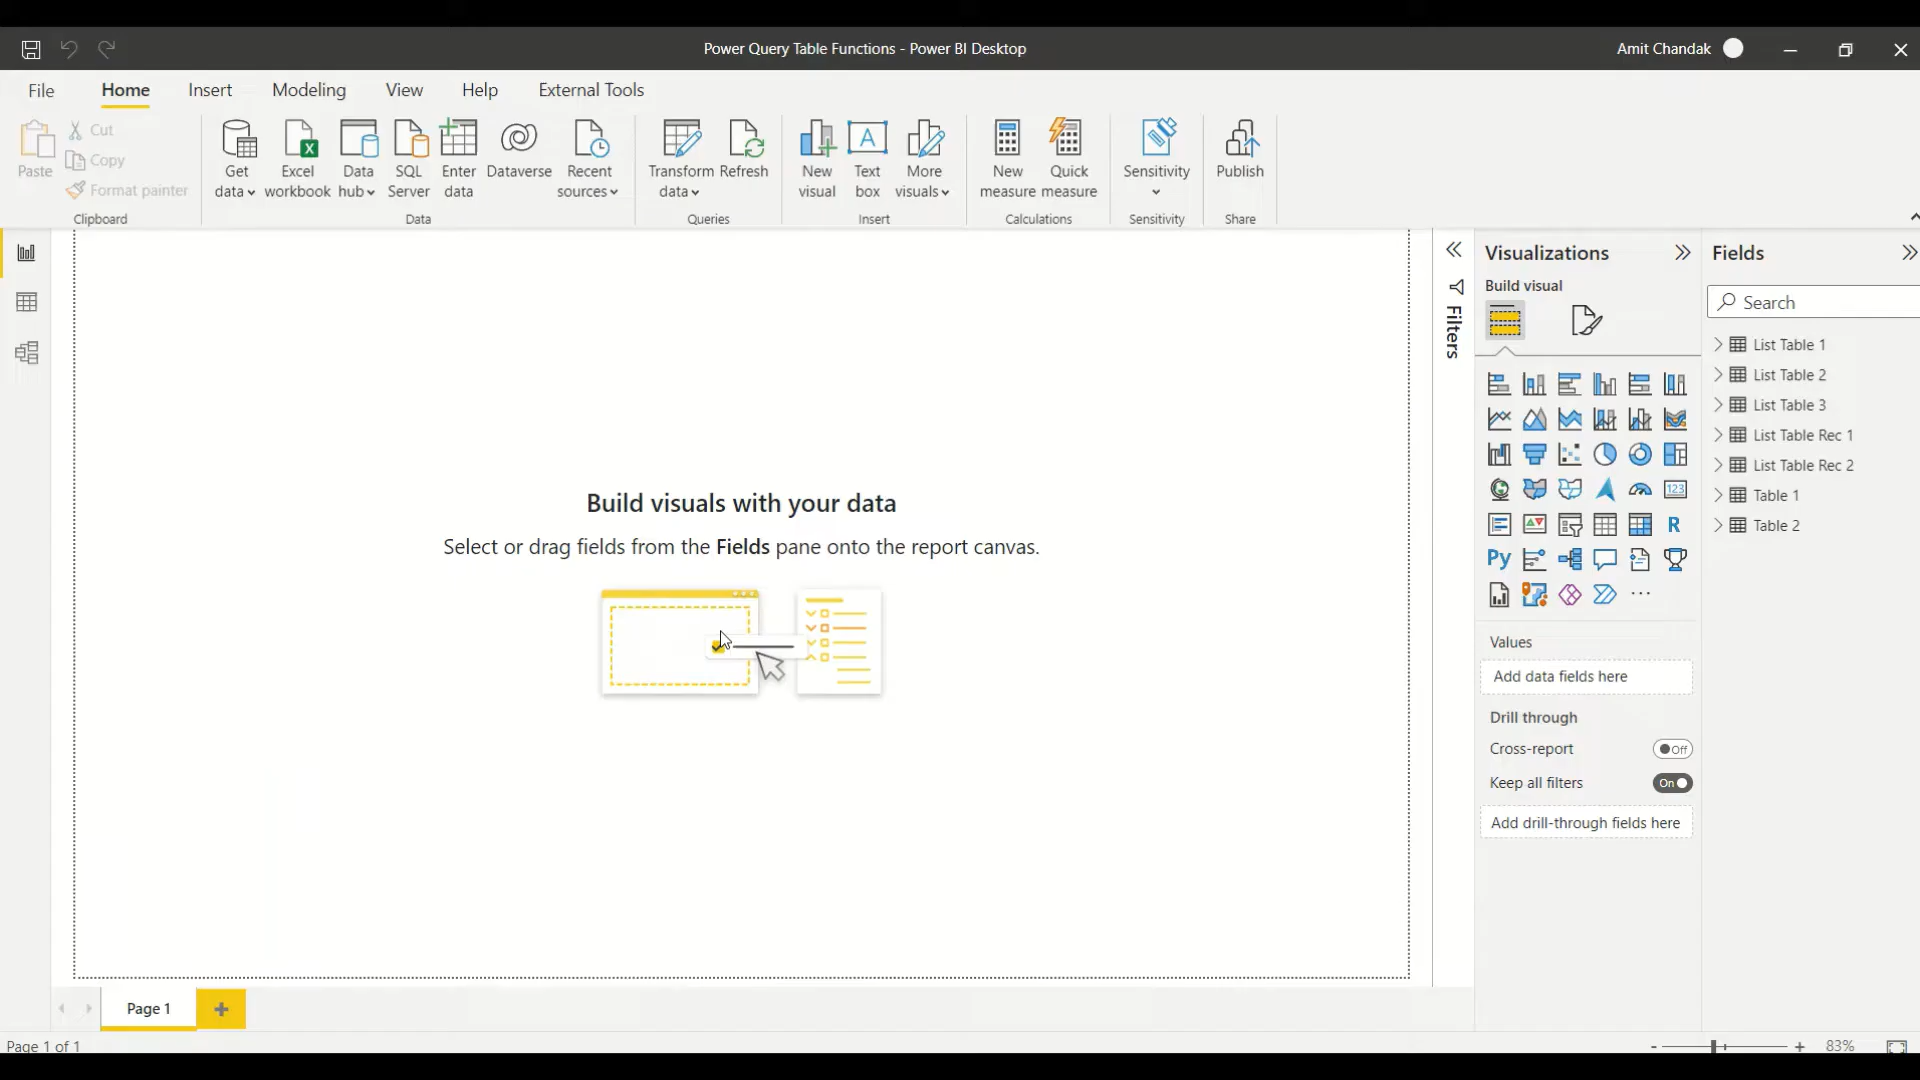 Power Query Table Functions - Power BI Desktop
Amit Chandak
File Home Insert Modeling View Help External Tools
Paste
Cut
Copy
Format painter
Clipboard
Get data
Excel workbook
Data hub
SQL Server
Enter data
Dataverse
Recent sources
Data
Transform data
Refresh
Queries
New visual
Text box
More visuals
Insert
New measure
Quick measure
Calculations
Sensitivity
Sensitivity
Publish
Share
Build visuals with your data
Select or drag fields from the Fields pane onto the report canvas.
Filters
Visualizations
Build visual
123
R
Py
Values
Add data fields here
Drill through
Cross-report
Off
Keep all filters
On
Add drill-through fields here
Fields
Search
List Table 1
List Table 2
List Table 3
List Table Rec 1
List Table Rec 2
Table 1
Table 2
Page 1
Page 1 of 1
83%